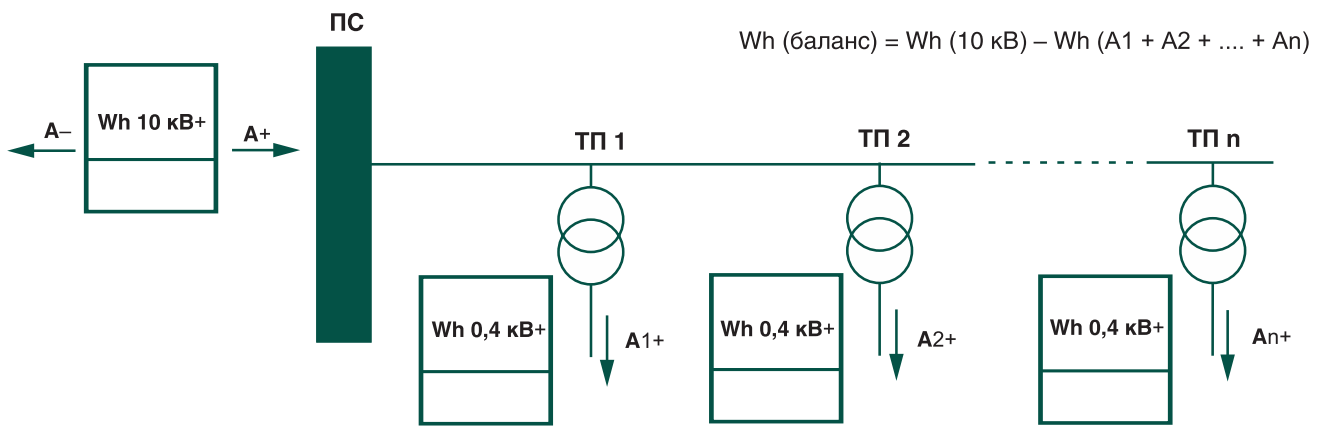 ПС
Wh (баланс) = Wh (10 кВ) – Wh (A1 + A2 + .... + An)
A–
Wh 10 кВ+
A+
ТП 1
ТП 2
ТП n
Wh 0,4 кВ+
A1+
Wh 0,4 кВ+
A2+
Wh 0,4 кВ+
An+